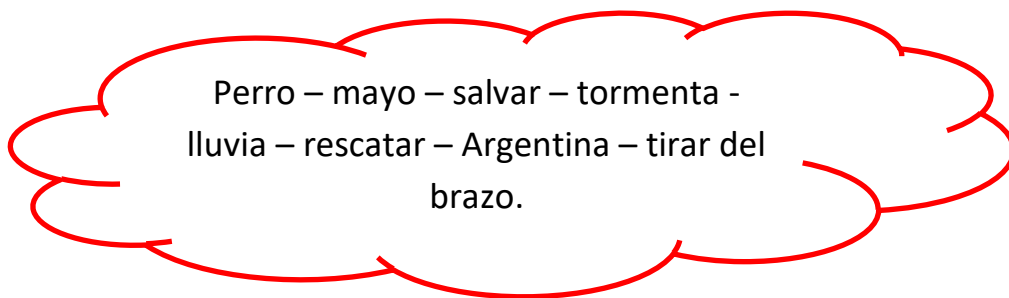 Perro – mayo – salvar – tormenta -
lluvia – rescatar – Argentina – tirar del
brazo.